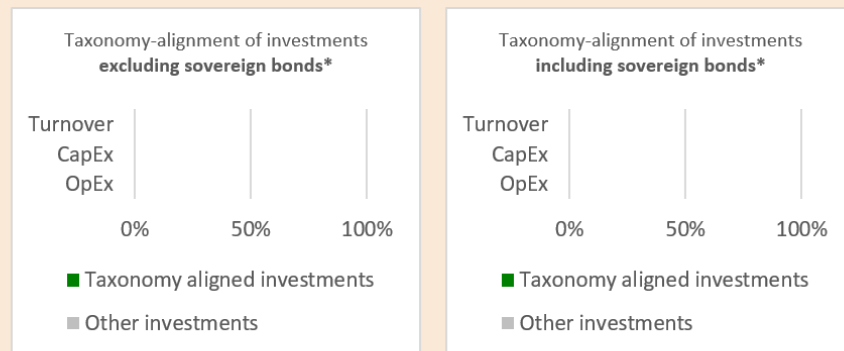 Taxonomy-alignment of investments
excluding sovereign bonds*
Turnover
CapEx
OpEx
0% 50% 100%
Taxonomy aligned investments
Other investments
Taxonomy-alignment of investments
including sovereign bonds*
Turnover
CapEx
OpEx
0% 50% 100%
Taxonomy aligned investments
Other investments